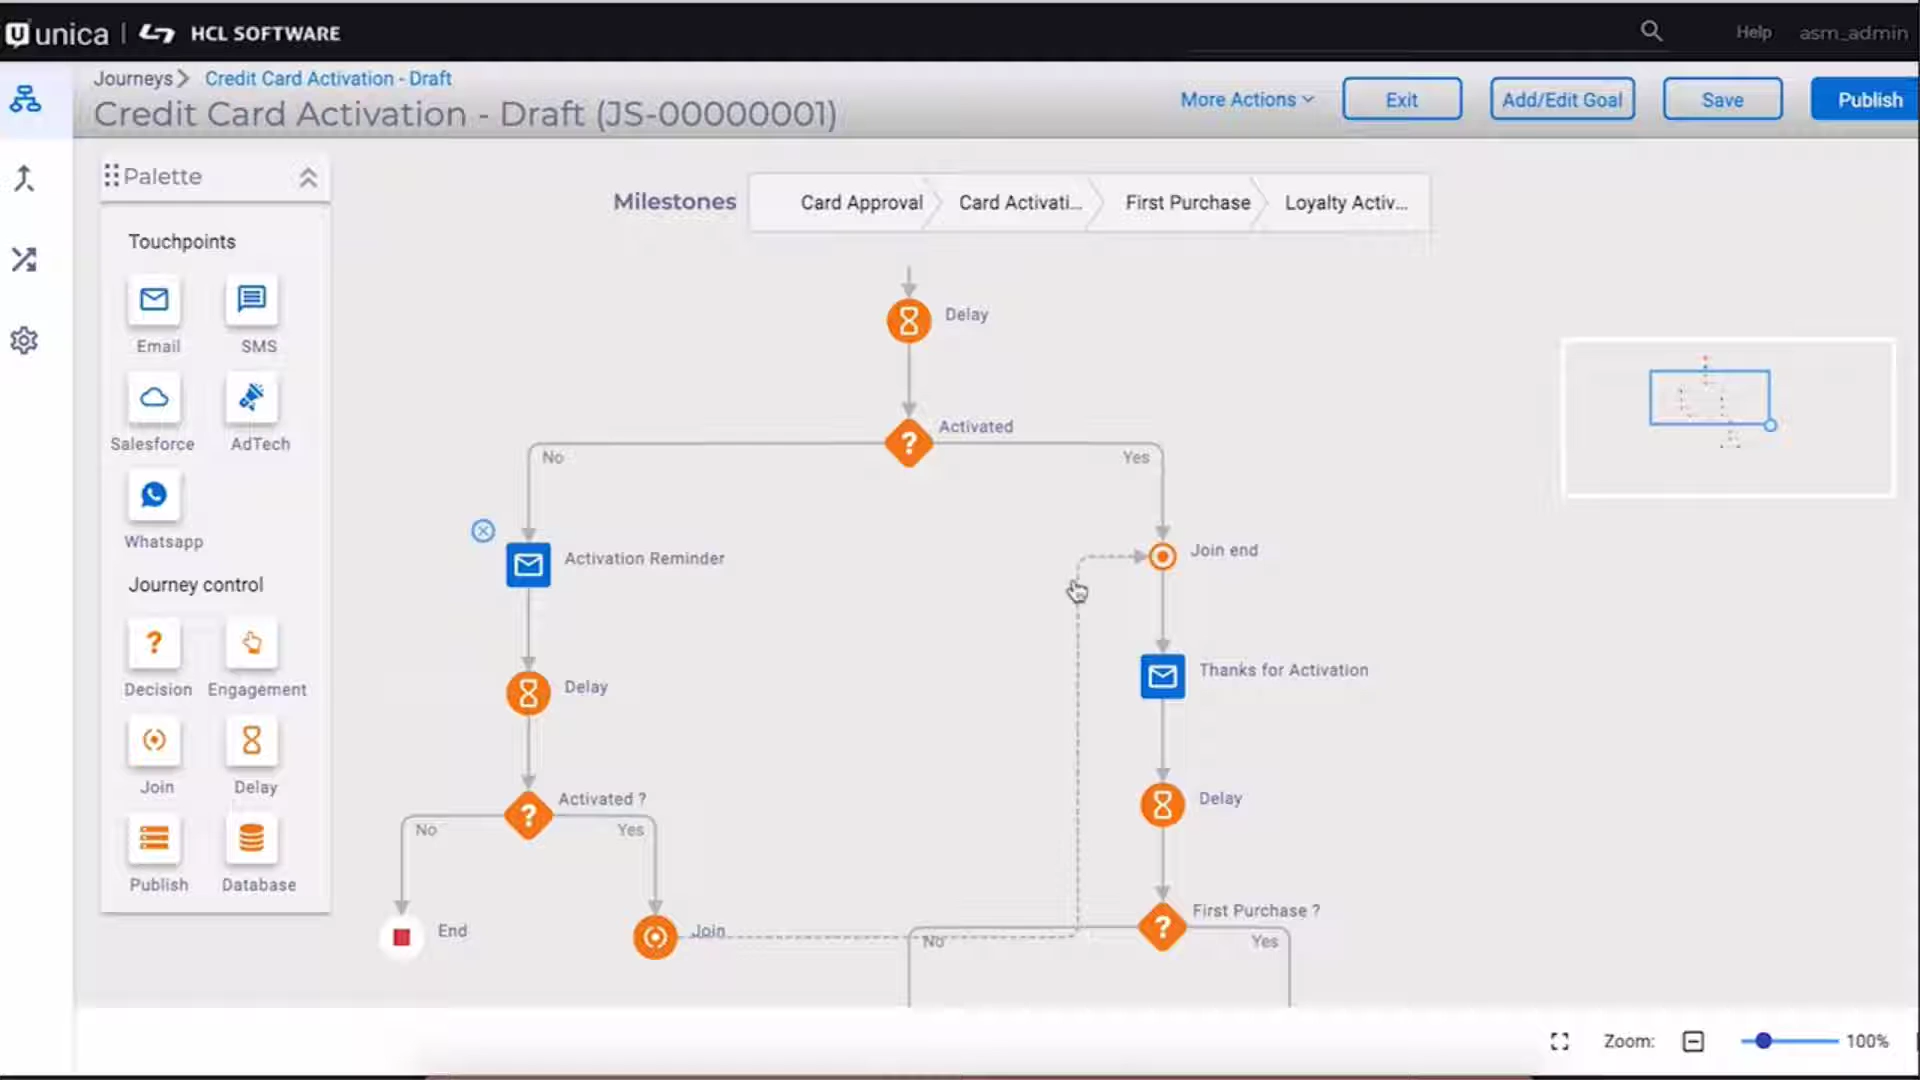 unica | HCL SOFTWARE
Help asm_admin
Journeys > Credit Card Activation - Draft
Credit Card Activation - Draft (JS-00000001)
More Actions
Exit
Add/Edit Goal
Save
Publish
Palette
Touchpoints
Email SMS
Salesforce AdTech
Whatsapp
Journey control
Decision Engagement
Join Delay
Publish Database
Milestones
Card Approval
Card Activati...
First Purchase
Loyalty Activ...
Delay
Activated
No Yes
Activation Reminder
Join end
Thanks for Activation
Delay
Delay
Activated ?
No Yes
First Purchase ?
End
Join
No Yes
Zoom: 100%